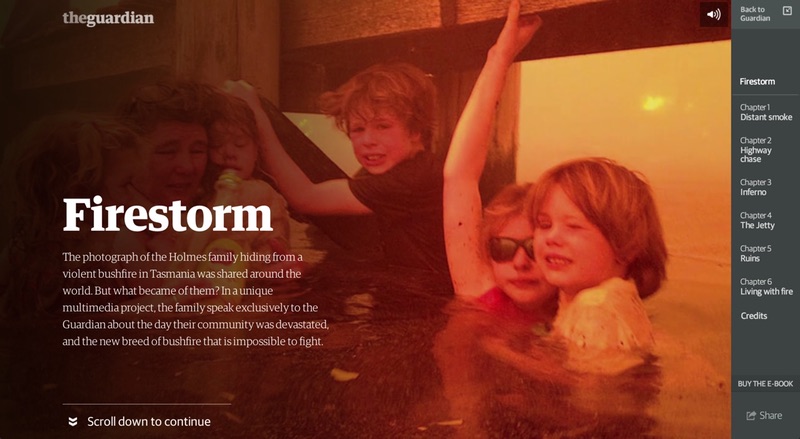 theguardian
Firestorm
The photograph of the Holmes family hiding from a
violent bushfire in Tasmania was shared around the
world. But what became of them? In a unique
multimedia project, the family speak exclusively to the
Guardian about the day their community was devastated,
and the new breed of bushfire that is impossible to fight.
Scroll down to continue
Back to
Guardian
Firestorm
Chapter 1
Distant smoke
Chapter 2
Highway
chase
Chapter 3
Inferno
Chapter 4
The Jetty
Chapter 5
Ruins
Chapter 6
Living with fire
Credits
BUY THE E-BOOK
Share